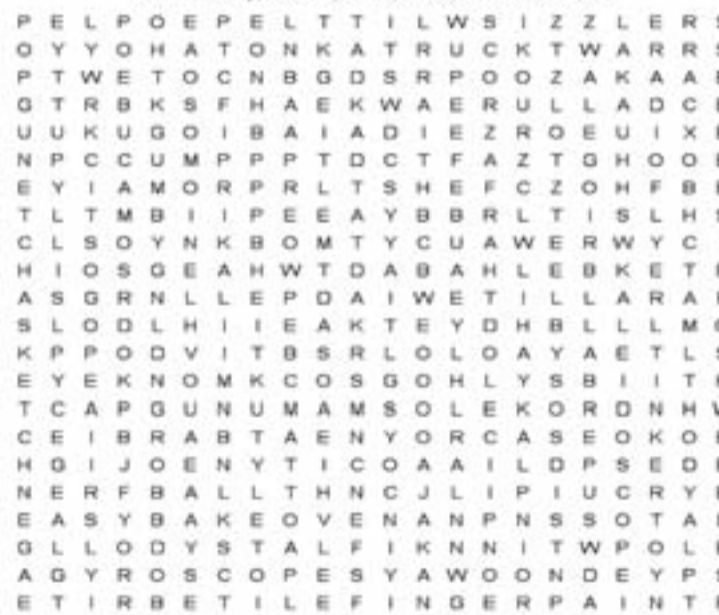 P E L P O E P E L T T I L W S I Z Z L E R S
O Y Y O H A T O N K A T R U C K T W A R R S
P T W E T O C N B G D S R P O O Z A K A A
G T R B K S F H A E K W A E R U L L A D C
U U K U G O I B A I A D I E Z R O E U I X
N P C C U M P P P T D C T F A Z T G H O O
E Y I A M O R P R L T S H E F C Z O H F B
T L T M B I I P E E A Y B B R L T I S L H
C L S O Y N K B O M T Y C U A W E R W Y C
H I O S G E A H W T D A B A H L E B K E T
A S G R N L L E P D A I W E T I L L A R A
S L O D L H I I E A K T E Y D H B L L L M
K P P O D V I T B S R L O L O A Y A E T L
E Y E K N O M K C O S G O H L Y S B I I T
T C A P G U N U M A M S O L E K O R D N H
C E I B R A B T A E N Y O R C A S E O K O
H G I J O E N Y T I C O A A I L D P S E D
N E R F B A L L T H N C J L I P I U C R Y
E A S Y B A K E O V E N A N P N S S O T A
G L L O D Y S T A L F I K N N I T W P O L
A G Y R O S C O P E S Y A W O O N D E Y P
E T I R B E T I L E F I N G E R P A I N T